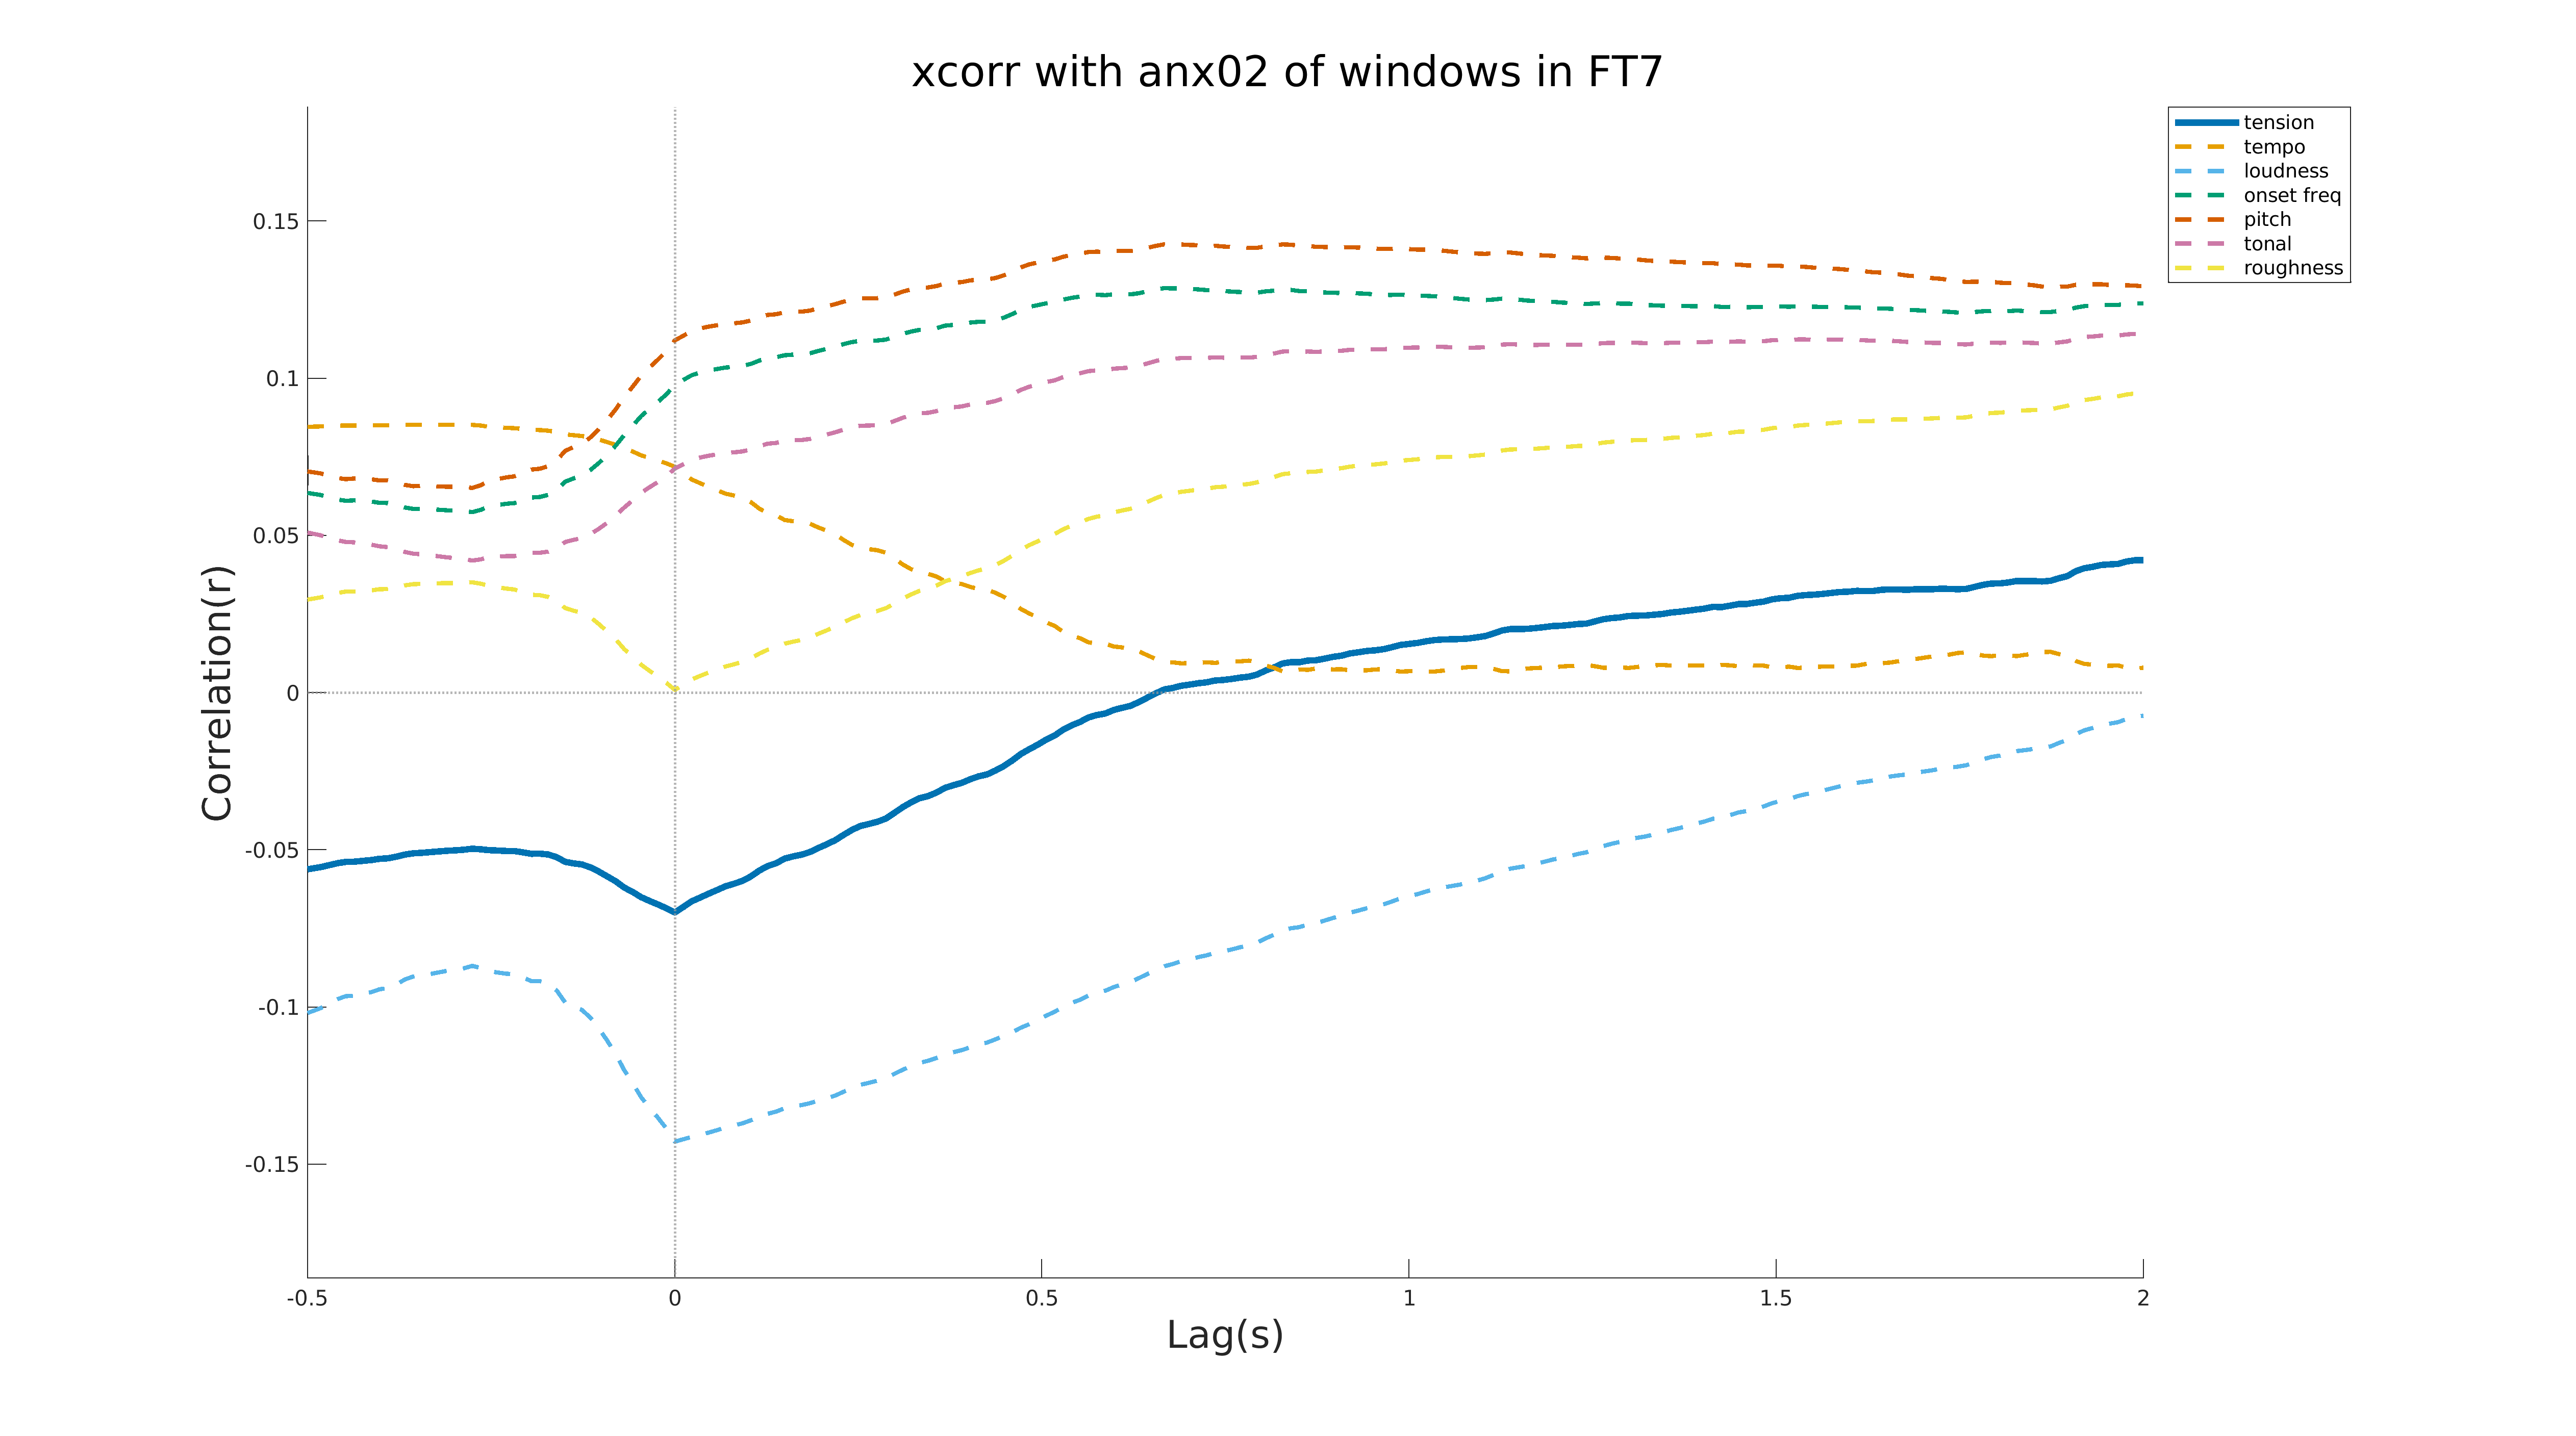 xcorr with anx02 of windows in FT7
tension
tempo
loudness
onset freq
pitch
tonal
roughness
Correlation(r)
0.15
0.1
0.05
0
-0.05
-0.1
-0.15
-0.5 0 0.5 1 1.5 2
Lag(s)